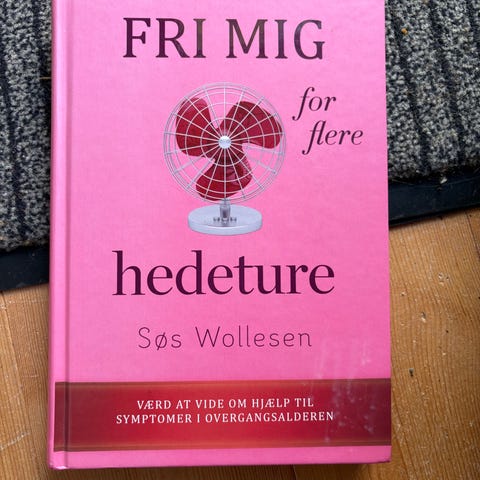 FRI MIG
for
flere
hedeture
Søs Wollesen
VÆRD AT VIDE OM HJÆLP TIL
SYMPTOMER I OVERGANGSALDEREN